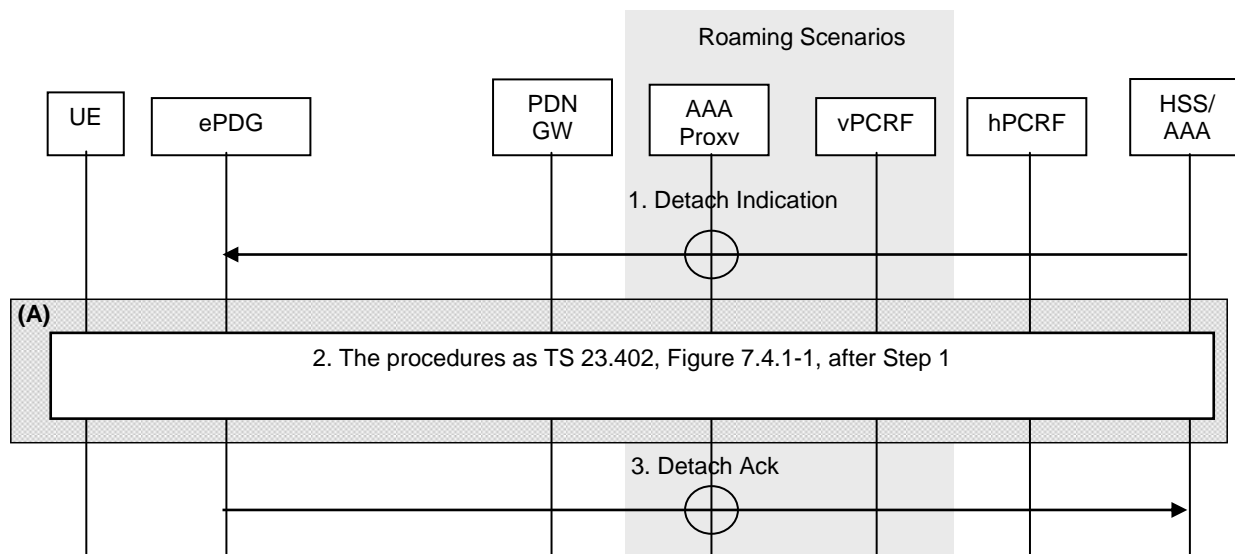 Roaming Scenarios
UE
ePDG
PDN
GW
AAA
Proxv
vPCRF
hPCRF
HSS/
AAA
1. Detach Indication
(A)
2. The procedures as TS 23.402, Figure 7.4.1-1, after Step 1
3. Detach Ack